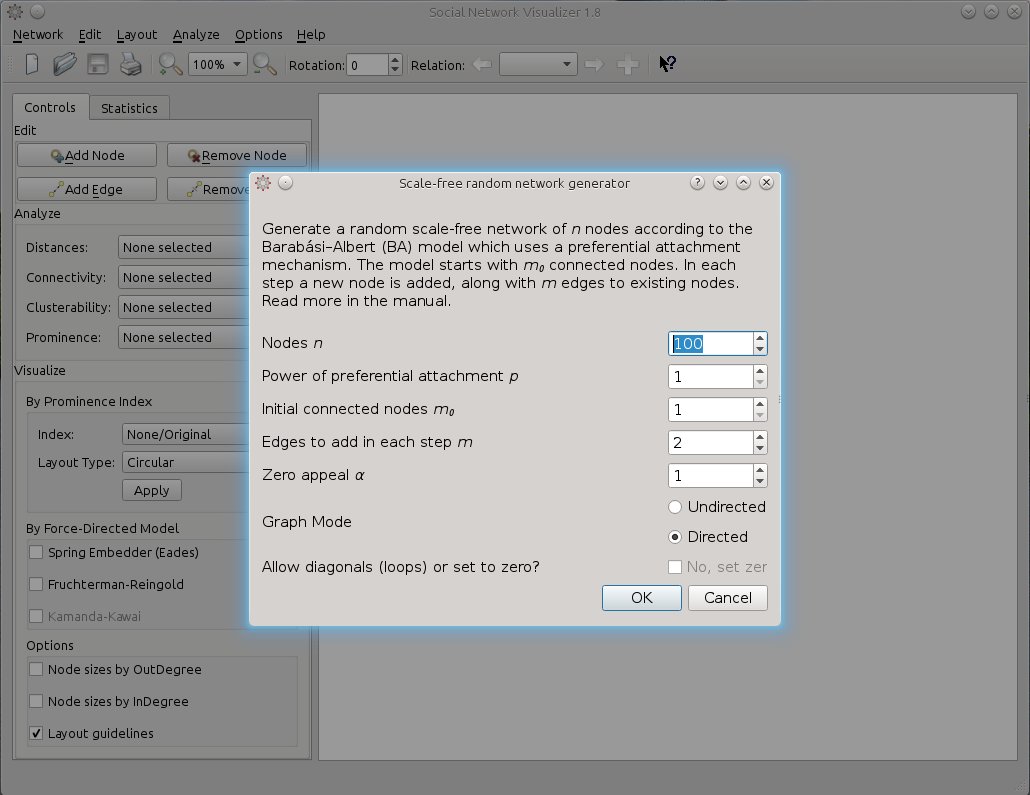 Social Network Visualizer 1.8
Network Edit Layout Analyze Options Help
100% Rotation: 0 Relation:
Controls Statistics
Edit
Add Node Remove Node
Add Edge Remove
Analyze
Distances: None selected
Connectivity: None selected
Clusterability: None selected
Prominence: None selected
Visualize
By Prominence Index
Index: None/Original
Layout Type: Circular
Apply
By Force-Directed Model
Spring Embedder (Eades)
Fruchterman-Reingold
Kamanda-Kawai
Options
Node sizes by OutDegree
Node sizes by InDegree
Layout guidelines
Scale-free random network generator
Generate a random scale-free network of n nodes according to the
Barabási–Albert (BA) model which uses a preferential attachment
mechanism. The model starts with m₀ connected nodes. In each
step a new node is added, along with m edges to existing nodes.
Read more in the manual.
Nodes n 100
Power of preferential attachment p 1
Initial connected nodes m₀ 1
Edges to add in each step m 2
Zero appeal α 1
Graph Mode
Undirected
Directed
Allow diagonals (loops) or set to zero? No, set zer
OK Cancel